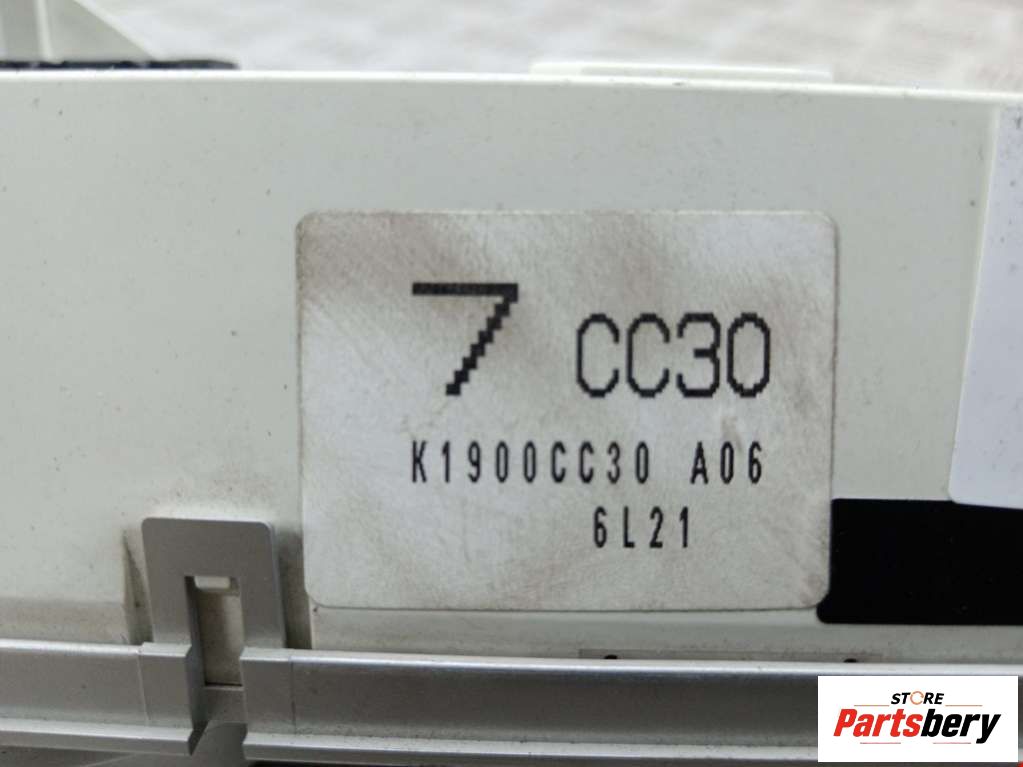 7 CC30
K1900CC30 A06
6L21
STORE
Partsbery